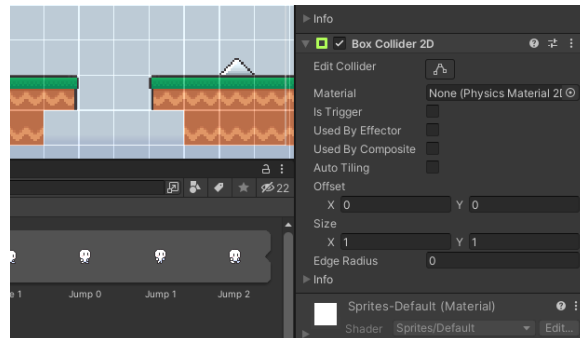 Info
Box Collider 2D
Edit Collider
Material None (Physics Material 2D
Is Trigger
Used By Effector
Used By Composite
Auto Tiling
Offset
X 0 Y 0
Size
X 1 Y 1
Edge Radius 0
Info
Sprites-Default (Material)
Shader Sprites/Default Edit...
22
e 1 Jump 0 Jump 1 Jump 2